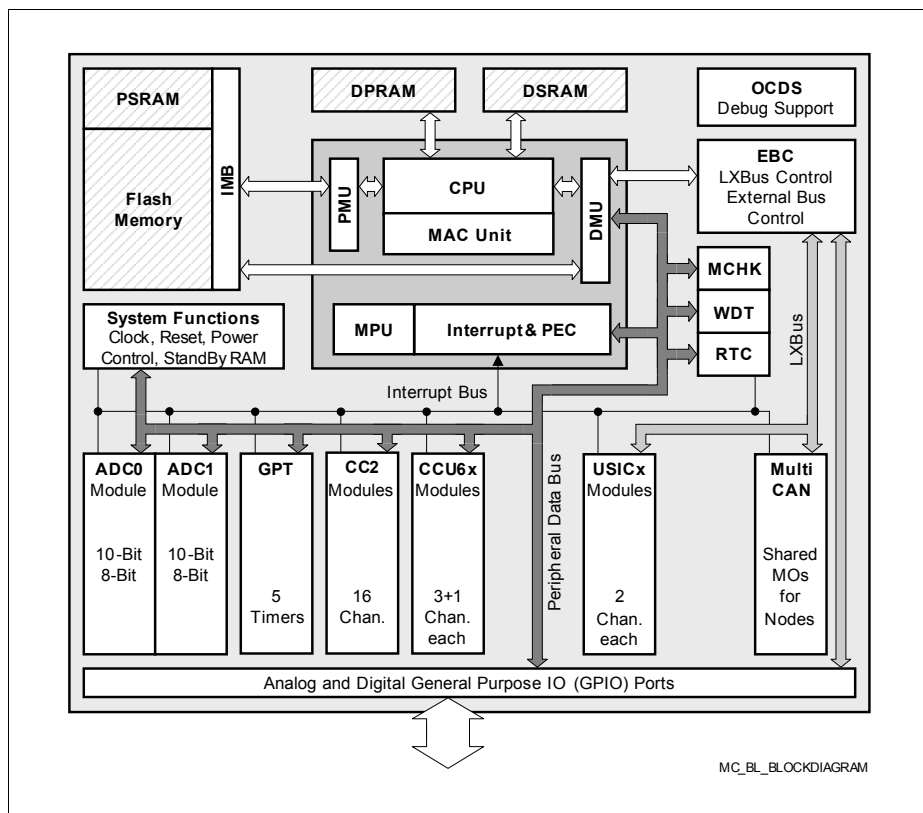 PSRAM
Flash
Memory
IMB
DPRAM
DSRAM
OCDS
Debug Support
EBC
LXBus Control
External Bus
Control
PMU
CPU
MAC Unit
DMU
MCHK
WDT
RTC
LXBus
System Functions
Clock, Reset, Power
Control, StandBy RAM
MPU
Interrupt & PEC
Interrupt Bus
Peripheral Data Bus
ADC0
Module
10-Bit
8-Bit
ADC1
Module
10-Bit
8-Bit
GPT
5
Timers
CC2
Modules
16
Chan.
CCU6x
Modules
3+1
Chan.
each
USICx
Modules
2
Chan.
each
Multi
CAN
Shared
MOs
for
Nodes
Analog and Digital General Purpose IO (GPIO) Ports
MC_BL_BLOCKDIAGRAM